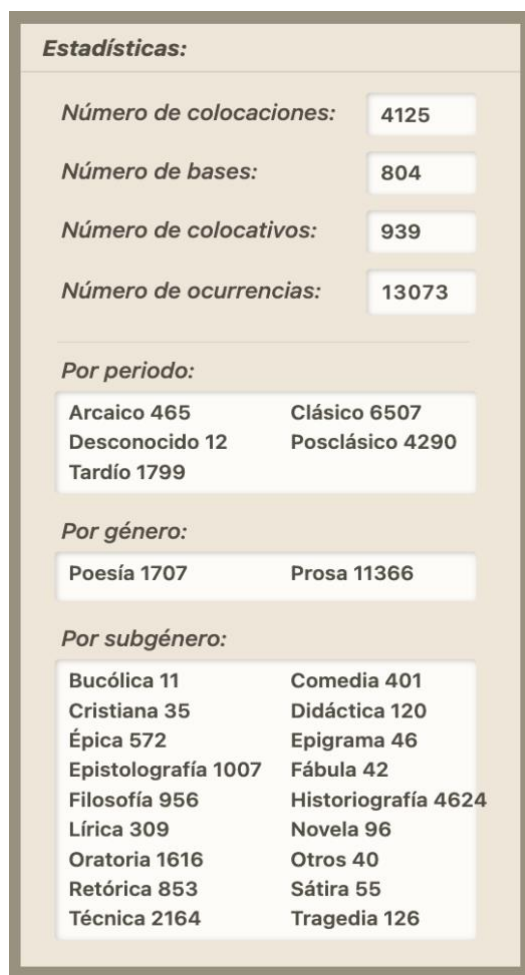 Estadísticas:
Número de colocaciones: 4125
Número de bases: 804
Número de colocativos: 939
Número de ocurrencias: 13073
Por periodo:
Arcaico 465 Clásico 6507
Desconocido 12 Posclásico 4290
Tardío 1799
Por género:
Poesía 1707 Prosa 11366
Por subgénero:
Bucólica 11 Comedia 401
Cristiana 35 Didáctica 120
Épica 572 Epigrama 46
Epistolografía 1007 Fábula 42
Filosofía 956 Historiografía 4624
Lírica 309 Novela 96
Oratoria 1616 Otros 40
Retórica 853 Sátira 55
Técnica 2164 Tragedia 126